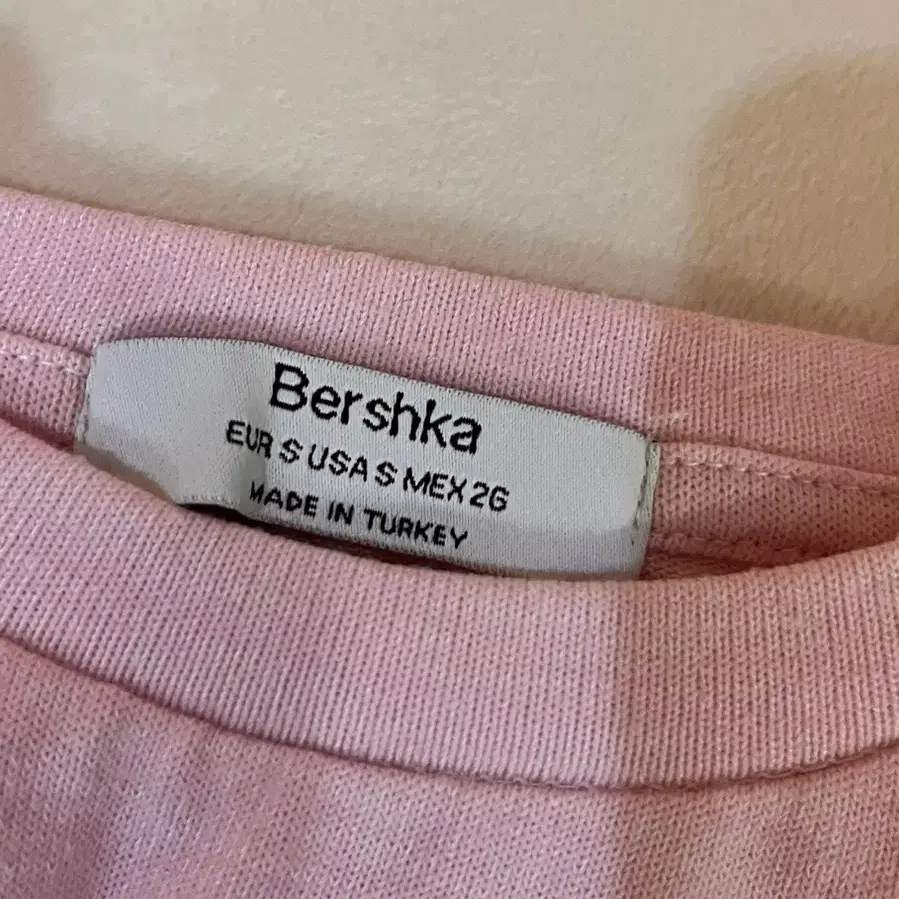 Bershka
EUR S USA S MEX 26
MADE IN TURKEY